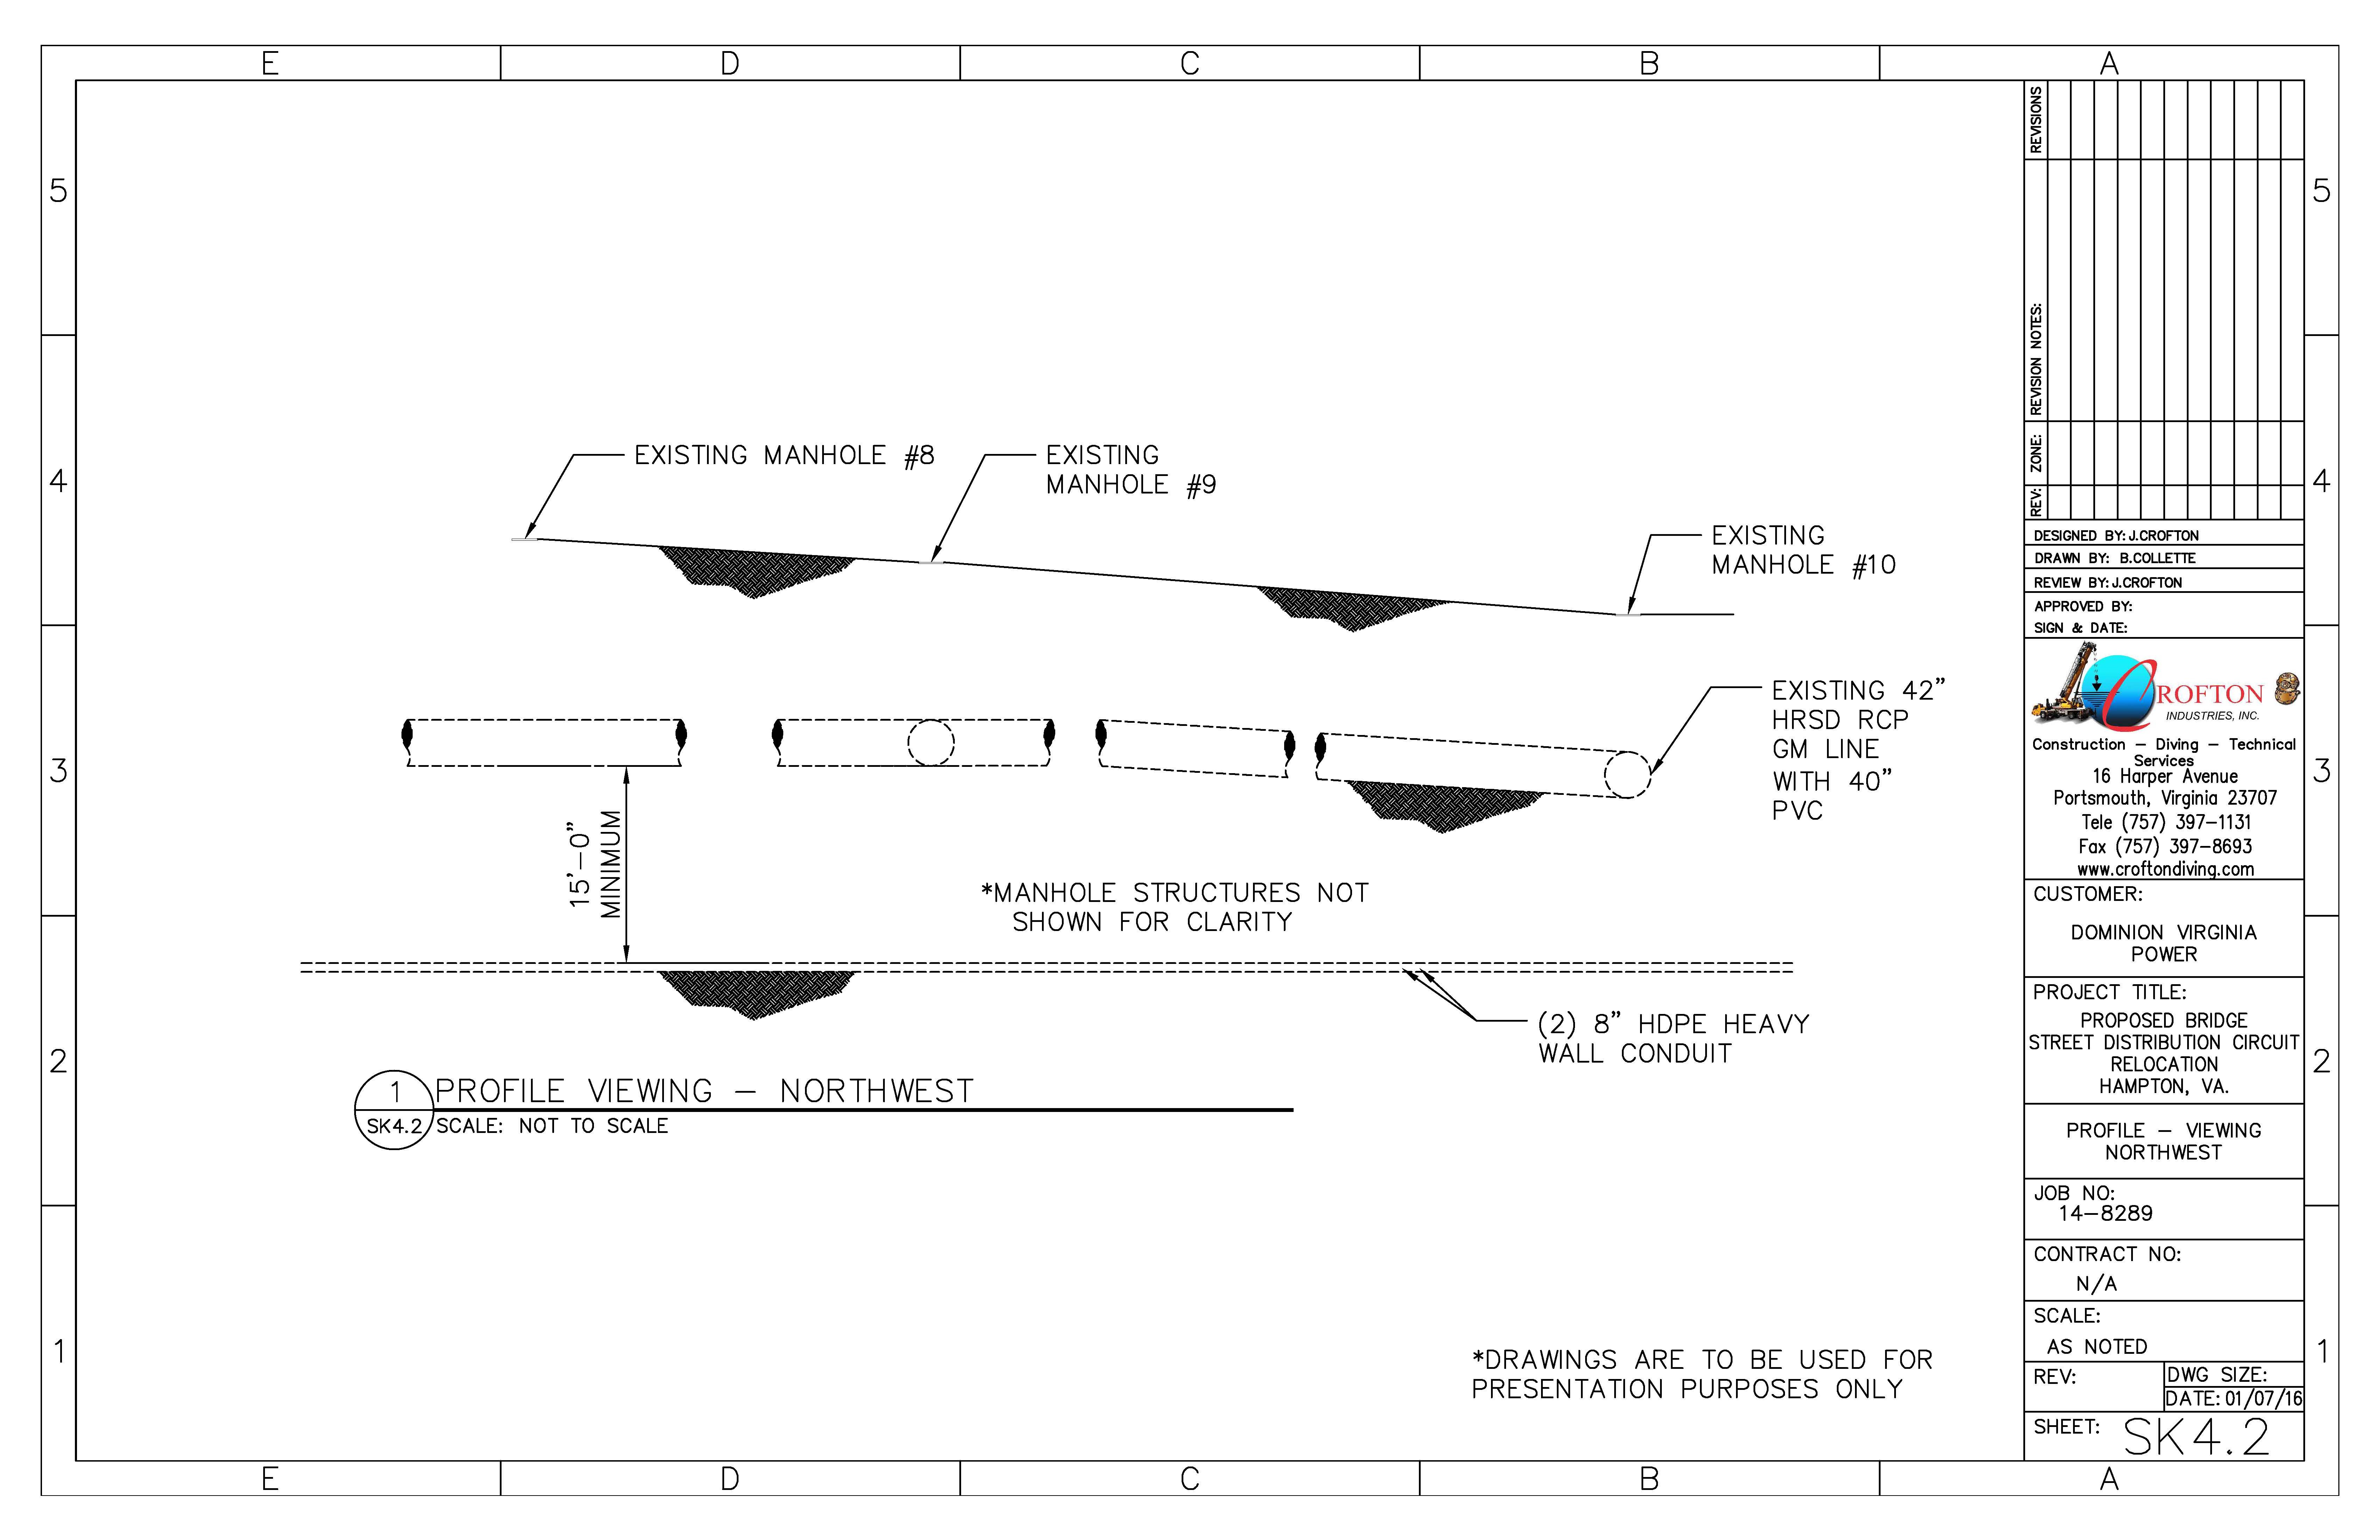 E D C B A
5 5
4 4
3 3
2 2
1 1
E D C B A
EXISTING MANHOLE #8
EXISTING
MANHOLE #9
EXISTING
MANHOLE #10
EXISTING 42"
HRSD RCP
GM LINE
WITH 40"
PVC
15'-0"
MINIMUM
*MANHOLE STRUCTURES NOT
SHOWN FOR CLARITY
(2) 8" HDPE HEAVY
WALL CONDUIT
1
SK4.2
PROFILE VIEWING - NORTHWEST
SCALE: NOT TO SCALE
*DRAWINGS ARE TO BE USED FOR
PRESENTATION PURPOSES ONLY
REVISIONS
REVISION NOTES:
ZONE:
REV:
DESIGNED BY: J.CROFTON
DRAWN BY: B.COLLETTE
REVIEW BY: J.CROFTON
APPROVED BY:
SIGN & DATE:
CROFTON
INDUSTRIES, INC.
Construction - Diving - Technical
Services
16 Harper Avenue
Portsmouth, Virginia 23707
Tele (757) 397-1131
Fax (757) 397-8693
www.croftondiving.com
CUSTOMER:
DOMINION VIRGINIA
POWER
PROJECT TITLE:
PROPOSED BRIDGE
STREET DISTRIBUTION CIRCUIT
RELOCATION
HAMPTON, VA.
PROFILE - VIEWING
NORTHWEST
JOB NO:
14-8289
CONTRACT NO:
N/A
SCALE:
AS NOTED
REV:
DWG SIZE:
DATE: 01/07/16
SHEET: SK4.2